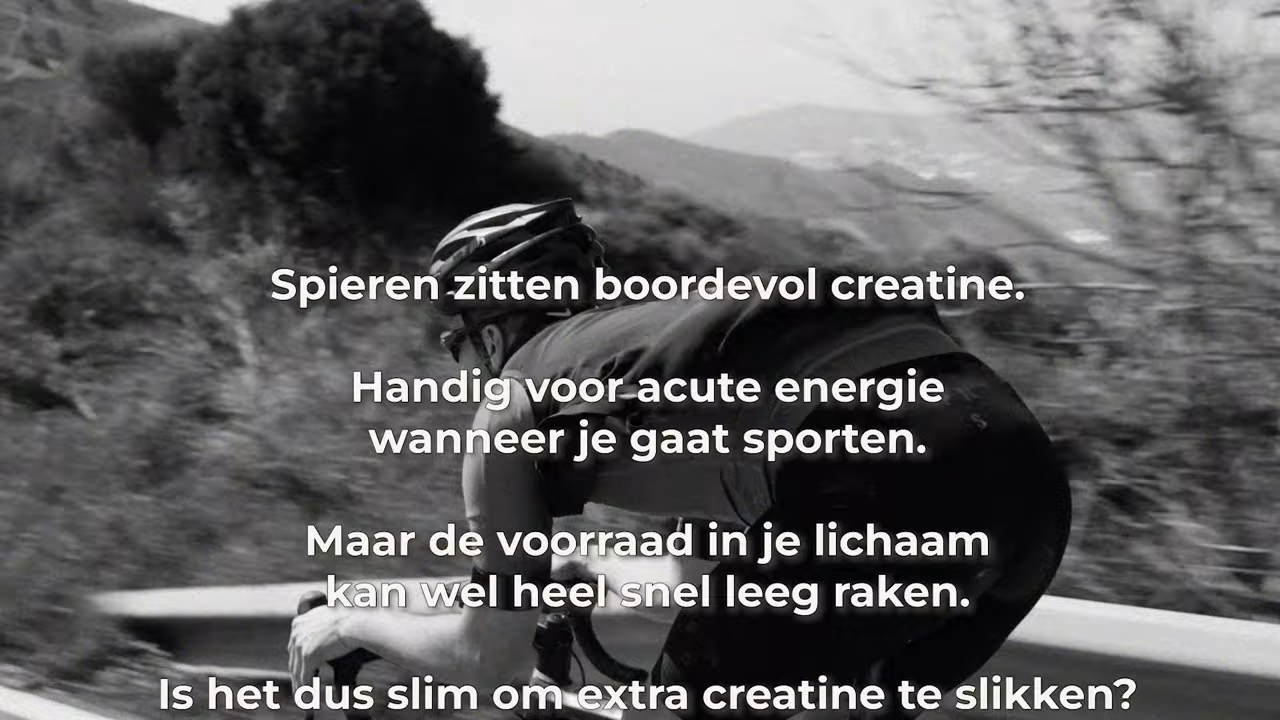 Spieren zitten boordevol creatine.
Handig voor acute energie
wanneer je gaat sporten.
Maar de voorraad in je lichaam
kan wel heel snel leeg raken.
Is het dus slim om extra creatine te slikken?